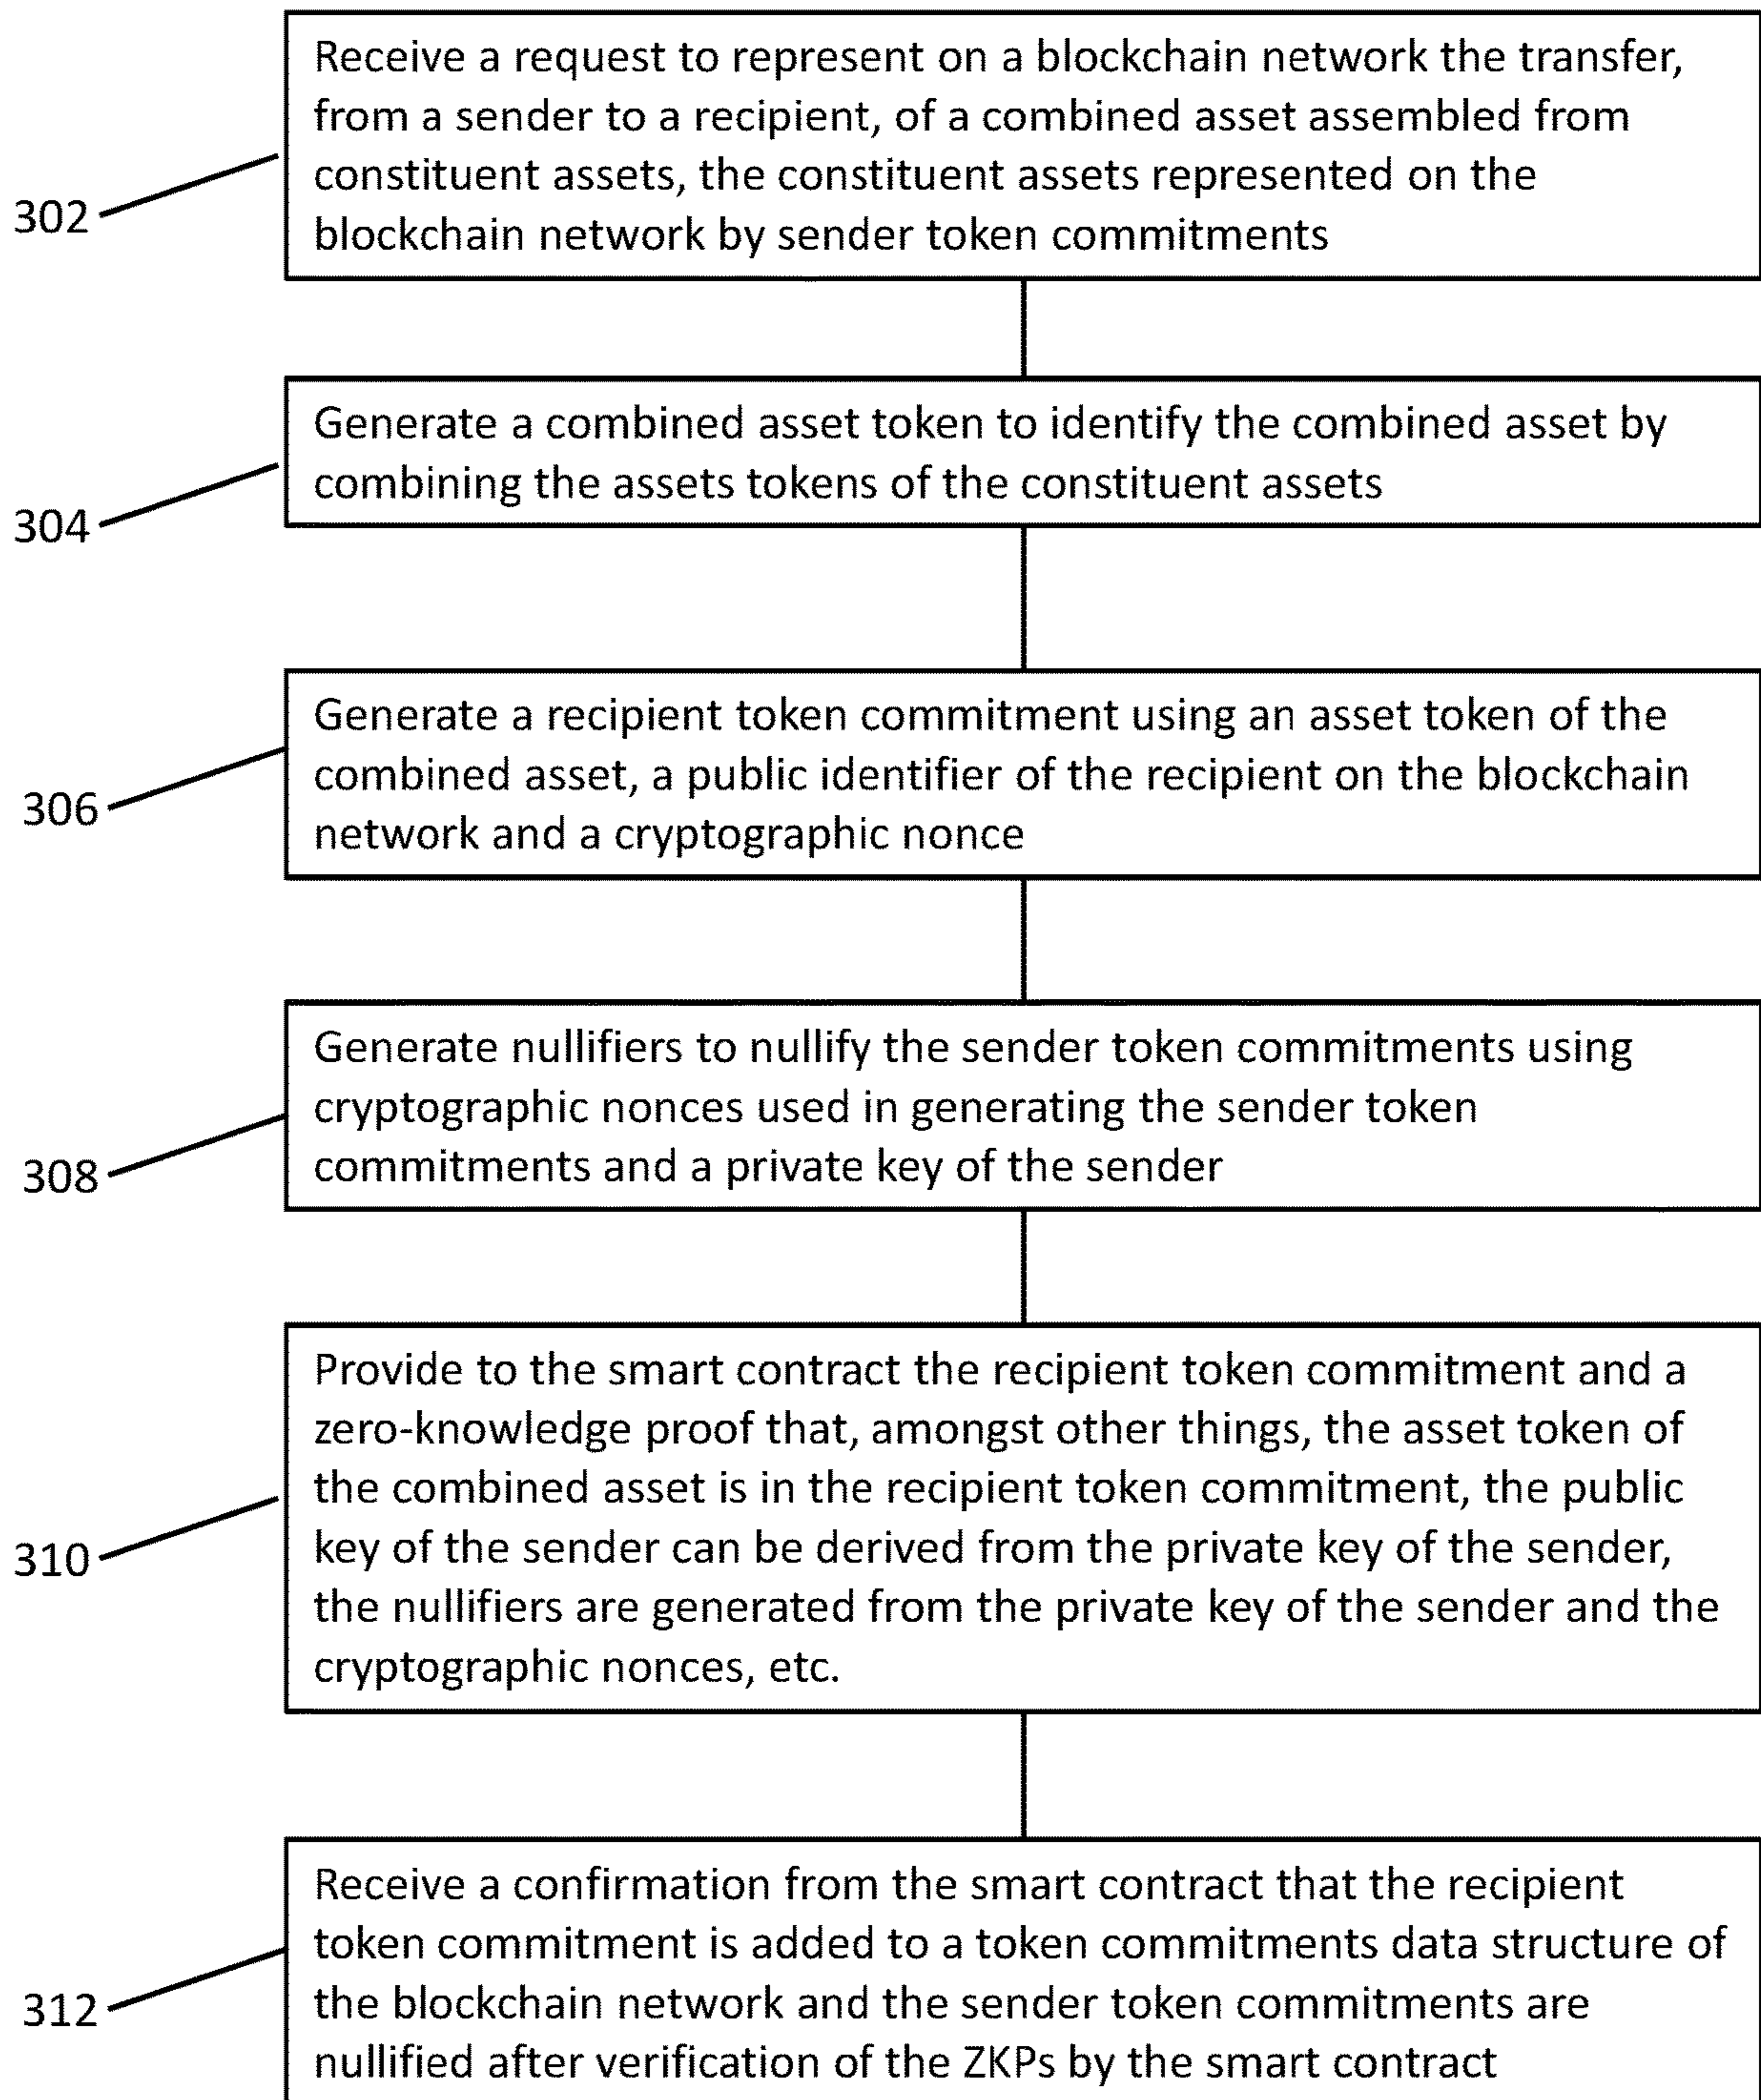 Receive a request to represent on a blockchain network the transfer,
from a sender to a recipient, of a combined asset assembled from
constituent assets, the constituent assets represented on the
blockchain network by sender token commitments
302
Generate a combined asset token to identify the combined asset by
combining the assets tokens of the constituent assets
304
Generate a recipient token commitment using an asset token of the
combined asset, a public identifier of the recipient on the blockchain
network and a cryptographic nonce
306
Generate nullifiers to nullify the sender token commitments using
cryptographic nonces used in generating the sender token
commitments and a private key of the sender
308
Provide to the smart contract the recipient token commitment and a
zero-knowledge proof that, amongst other things, the asset token of
the combined asset is in the recipient token commitment, the public
key of the sender can be derived from the private key of the sender,
the nullifiers are generated from the private key of the sender and the
cryptographic nonces, etc.
310
Receive a confirmation from the smart contract that the recipient
token commitment is added to a token commitments data structure of
the blockchain network and the sender token commitments are
nullified after verification of the ZKPs by the smart contract
312